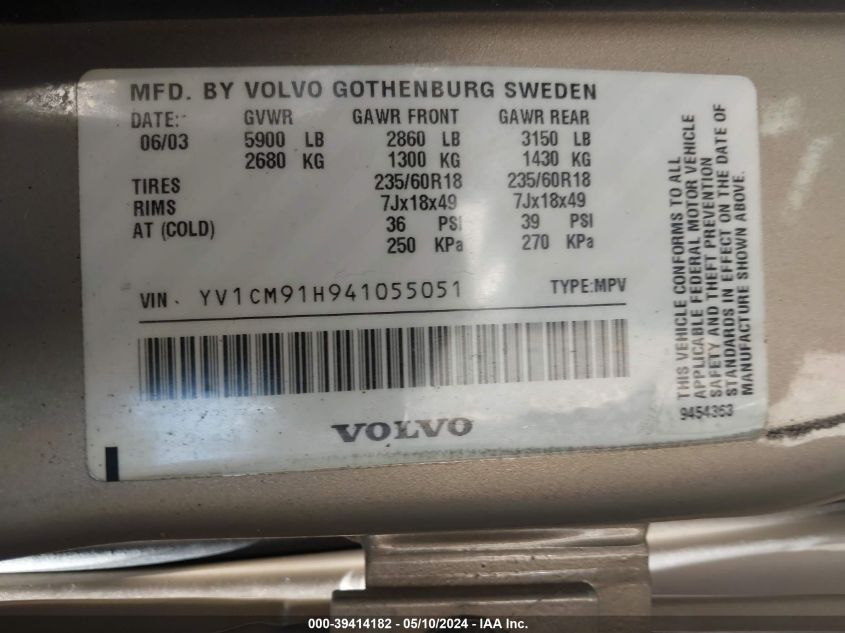 MFD. BY VOLVO GOTHENBURG SWEDEN
DATE: GVWR GAWR FRONT GAWR REAR
06/03 5900 LB 2860 LB 3150 LB
2680 KG 1300 KG 1430 KG
TIRES 235/60R18 235/60R18
RIMS 7Jx18x49 7Jx18x49
AT (COLD) 36 PSI 39 PSI
250 KPa 270 KPa
VIN. YV1CM91H941055051 TYPE:MPV
VOLVO
THIS VEHICLE CONFORMS TO ALL
APPLICABLE FEDERAL MOTOR VEHICLE
SAFETY AND THEFT PREVENTION
STANDARDS IN EFFECT ON THE DATE OF
MANUFACTURE SHOWN ABOVE.
9454363
000-39414182 - 05/10/2024 - IAA Inc.